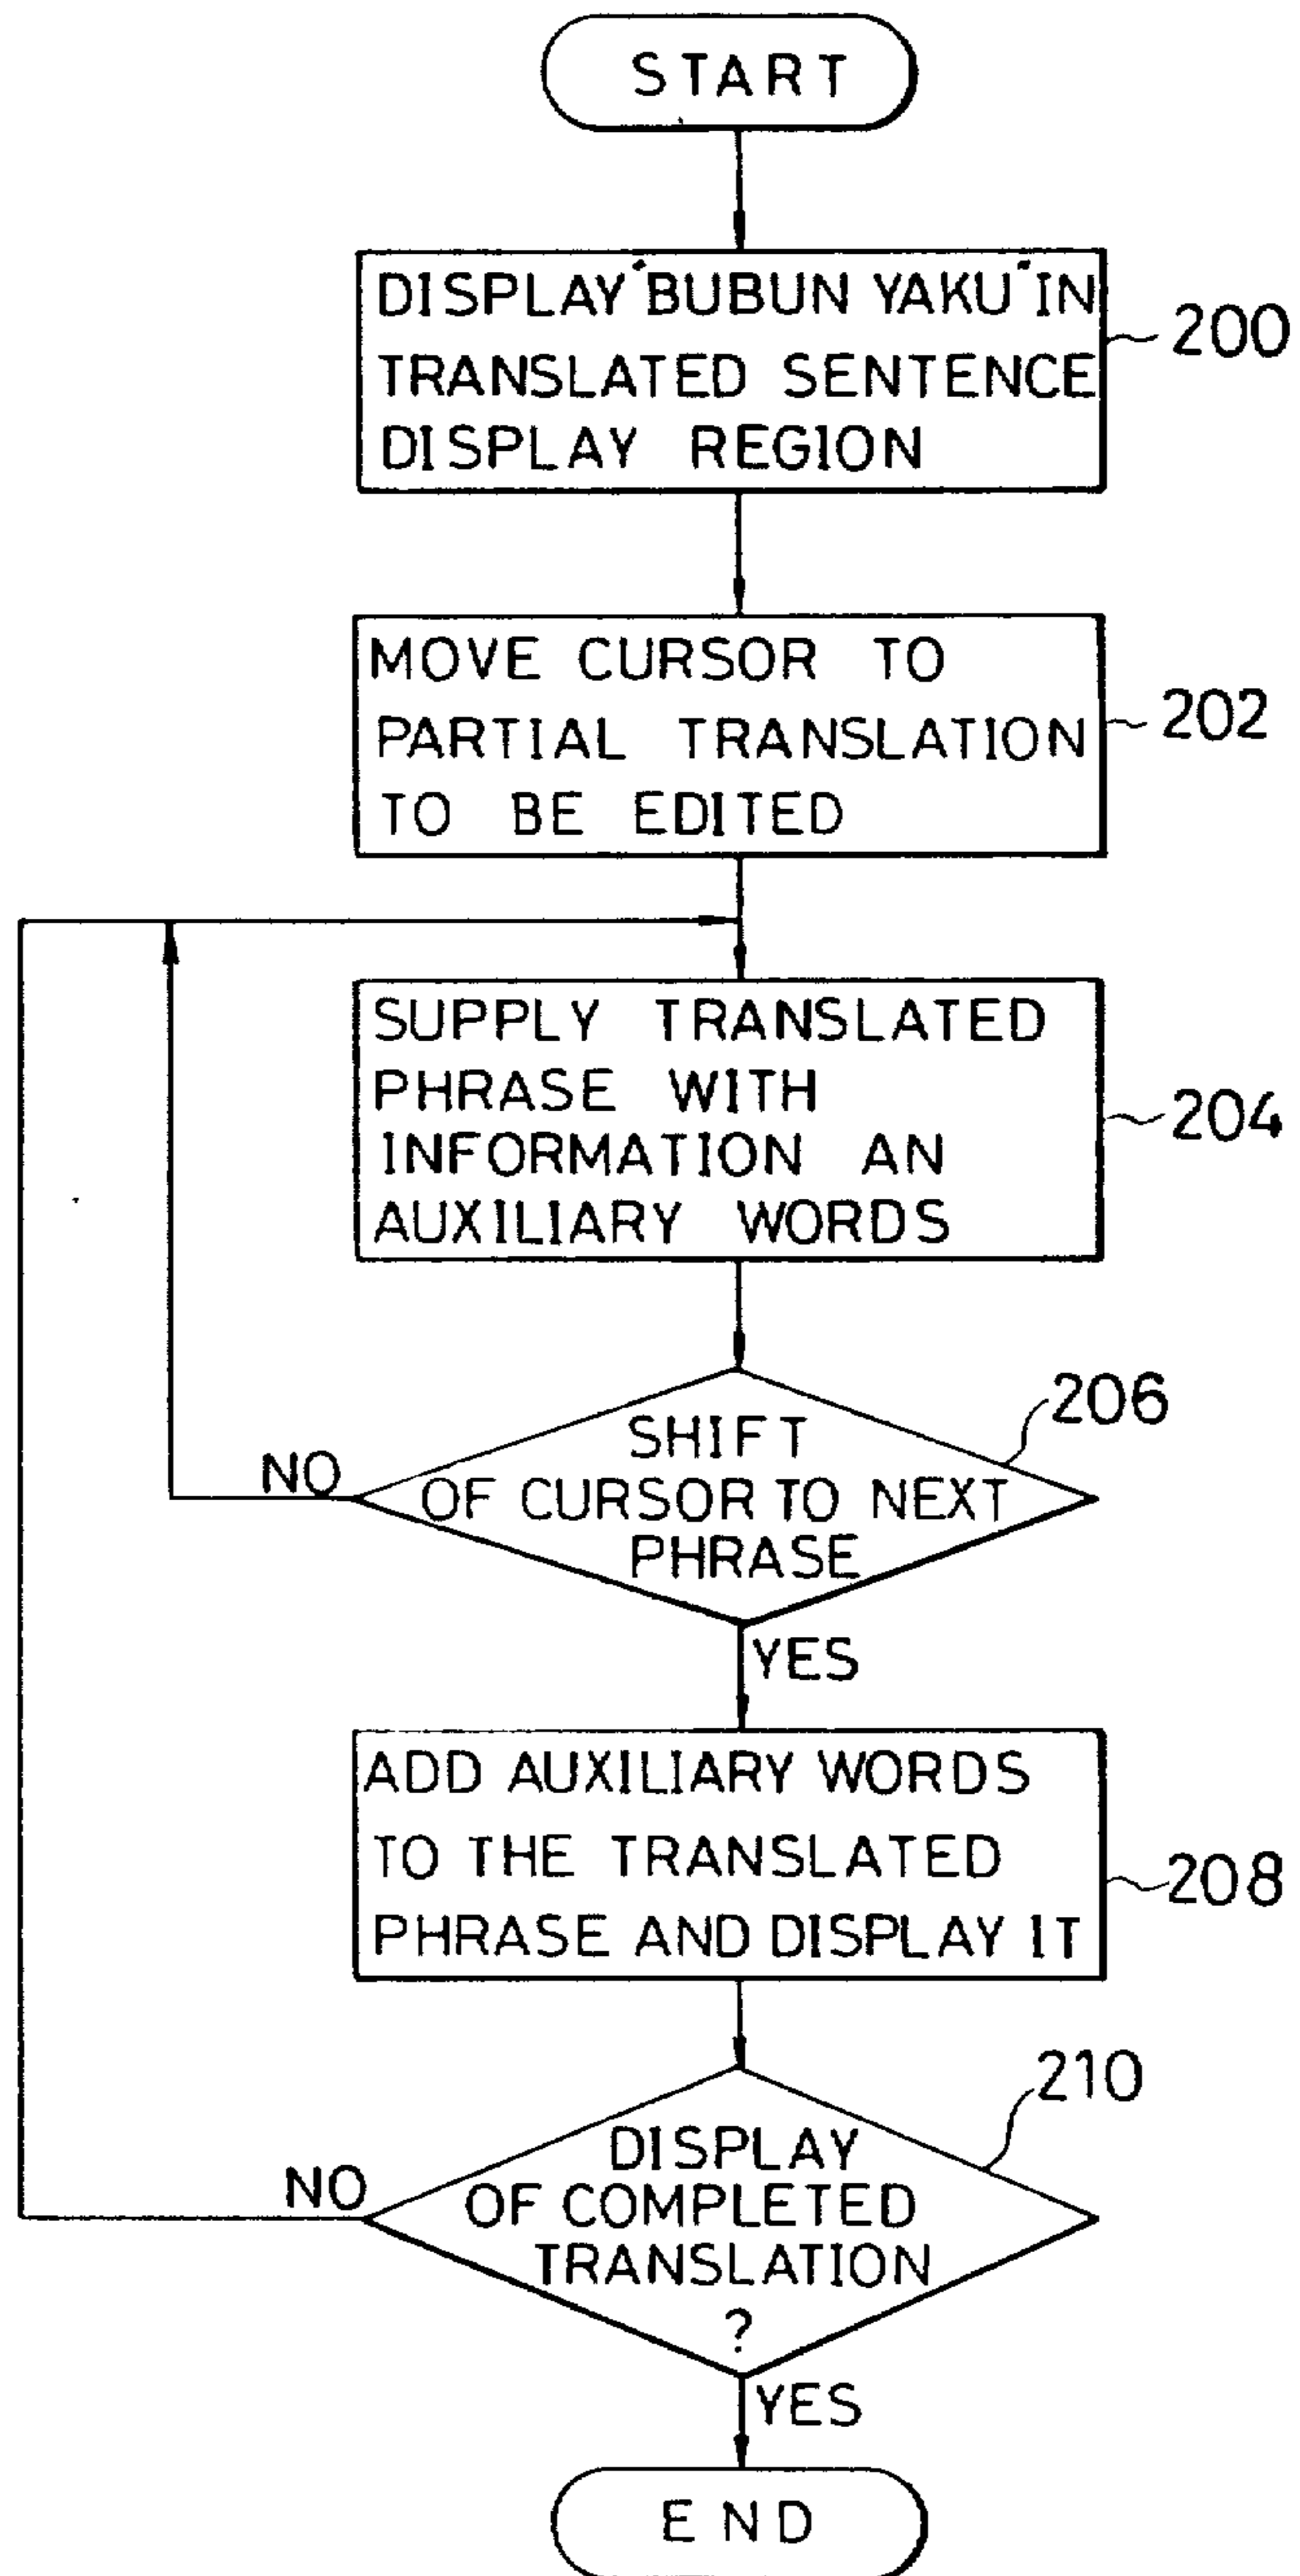 START
DISPLAY "BUBUN YAKU" IN
TRANSLATED SENTENCE
DISPLAY REGION
200
MOVE CURSOR TO
PARTIAL TRANSLATION
TO BE EDITED
202
SUPPLY TRANSLATED
PHRASE WITH
INFORMATION AN
AUXILIARY WORDS
204
206
SHIFT
OF CURSOR TO NEXT
PHRASE
NO
YES
ADD AUXILIARY WORDS
TO THE TRANSLATED
PHRASE AND DISPLAY IT
208
210
DISPLAY
OF COMPLETED
TRANSLATION
?
NO
YES
END